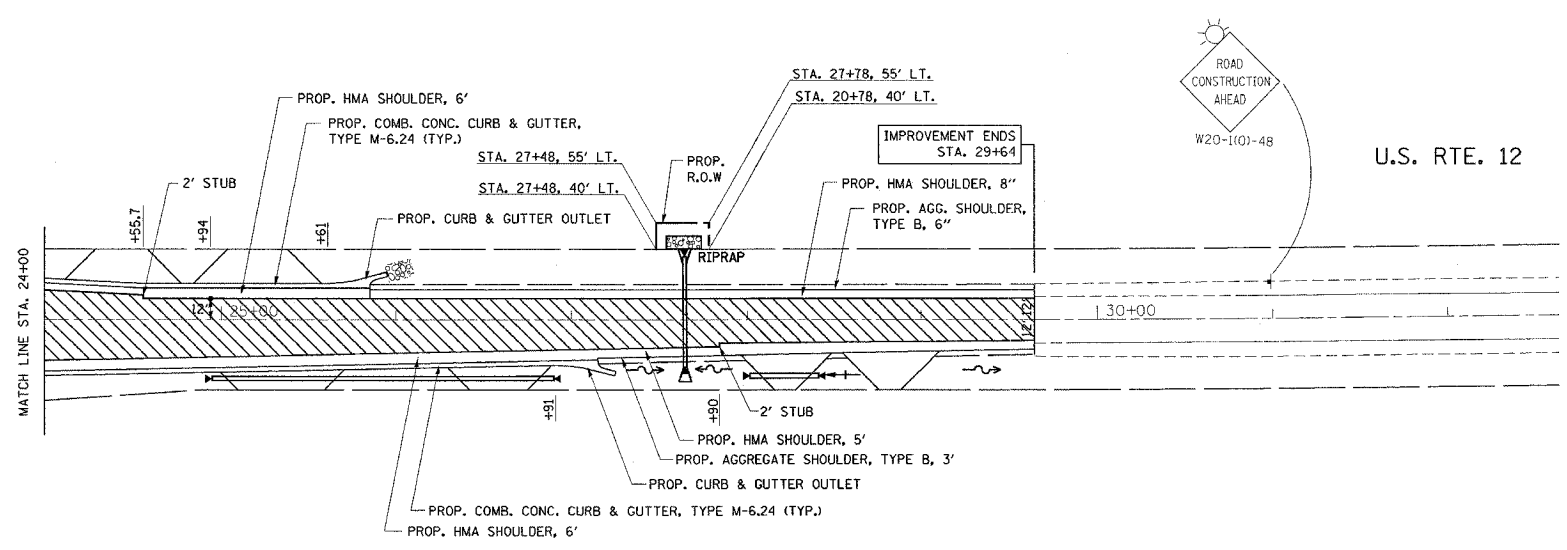 ROAD
CONSTRUCTION
AHEAD
W20-1(O)-48
U.S. RTE. 12
STA. 27+78, 55' LT.
STA. 20+78, 40' LT.
PROP. HMA SHOULDER, 6'
PROP. COMB. CONC. CURB & GUTTER,
TYPE M-6.24 (TYP.)
IMPROVEMENT ENDS
STA. 29+64
STA. 27+48, 55' LT.
STA. 27+48, 40' LT.
PROP.
R.O.W
2' STUB
PROP. HMA SHOULDER, 8"
PROP. AGG. SHOULDER,
TYPE B, 6"
PROP. CURB & GUTTER OUTLET
+55.7
+94
+61
RIPRAP
MATCH LINE STA. 24+00
12'
25+00
12'
12'
30+00
+91
+90
2' STUB
PROP. HMA SHOULDER, 5'
PROP. AGGREGATE SHOULDER, TYPE B, 3'
PROP. CURB & GUTTER OUTLET
PROP. COMB. CONC. CURB & GUTTER, TYPE M-6.24 (TYP.)
PROP. HMA SHOULDER, 6'